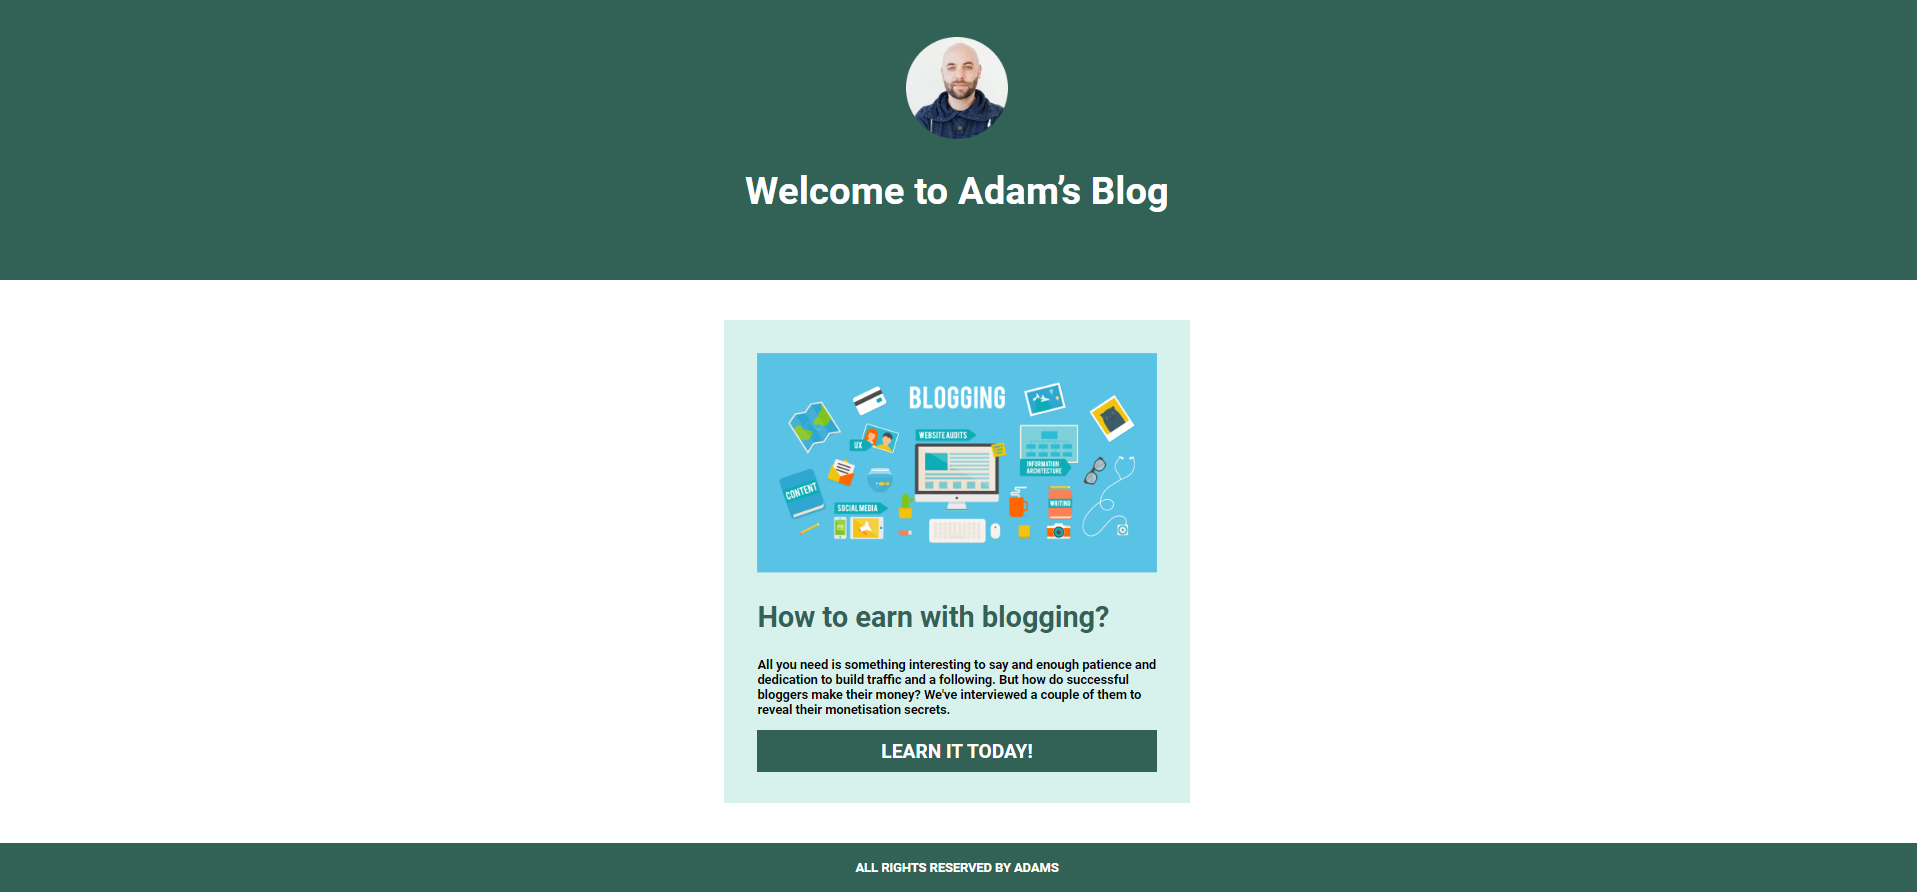 Welcome to Adam’s Blog
BLOGGING
UX
WEBSITE AUDITS
INFORMATION
ARCHITECTURE
CONTENT
SOCIAL MEDIA
WRITING
How to earn with blogging?
All you need is something interesting to say and enough patience and
dedication to build traffic and a following. But how do successful
bloggers make their money? We've interviewed a couple of them to
reveal their monetisation secrets.
LEARN IT TODAY!
ALL RIGHTS RESERVED BY ADAMS